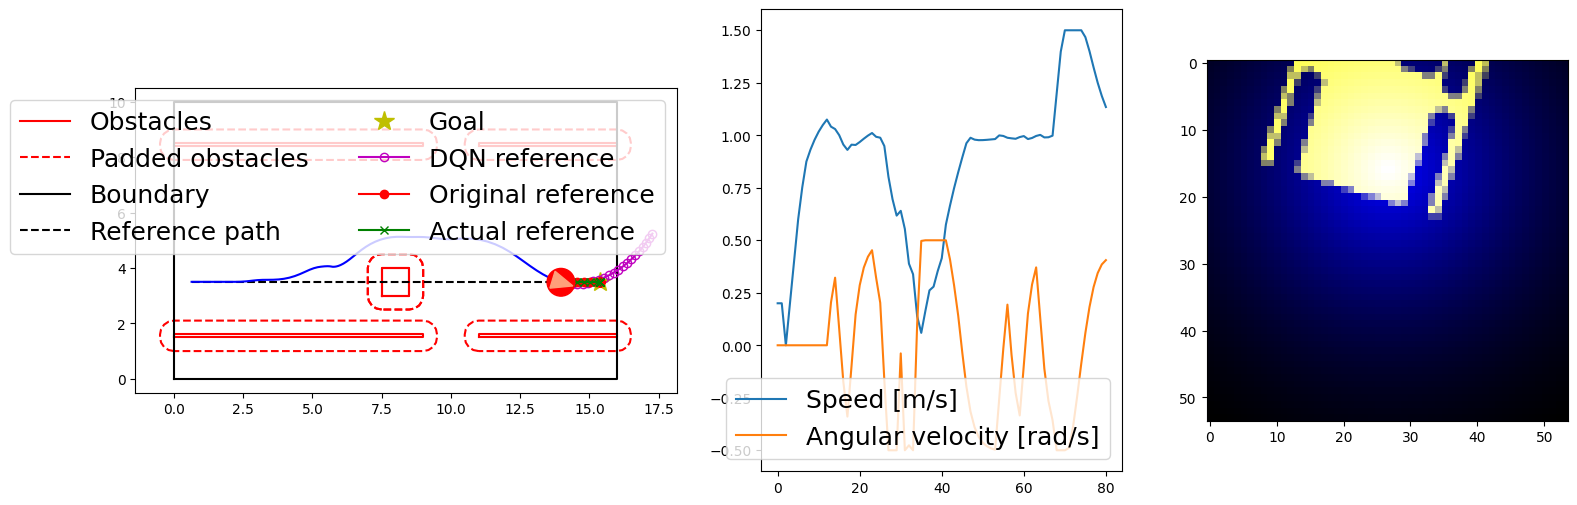 10
8
6
4
2
0
0.0 2.5 5.0 7.5 10.0 12.5 15.0 17.5
Obstacles
Padded obstacles
Boundary
Reference path
Goal
DQN reference
Original reference
Actual reference
1.50
1.25
1.00
0.75
0.50
0.25
0.00
−0.25
−0.50
0 20 40 60 80
Speed [m/s]
Angular velocity [rad/s]
0
10
20
30
40
50
0 10 20 30 40 50